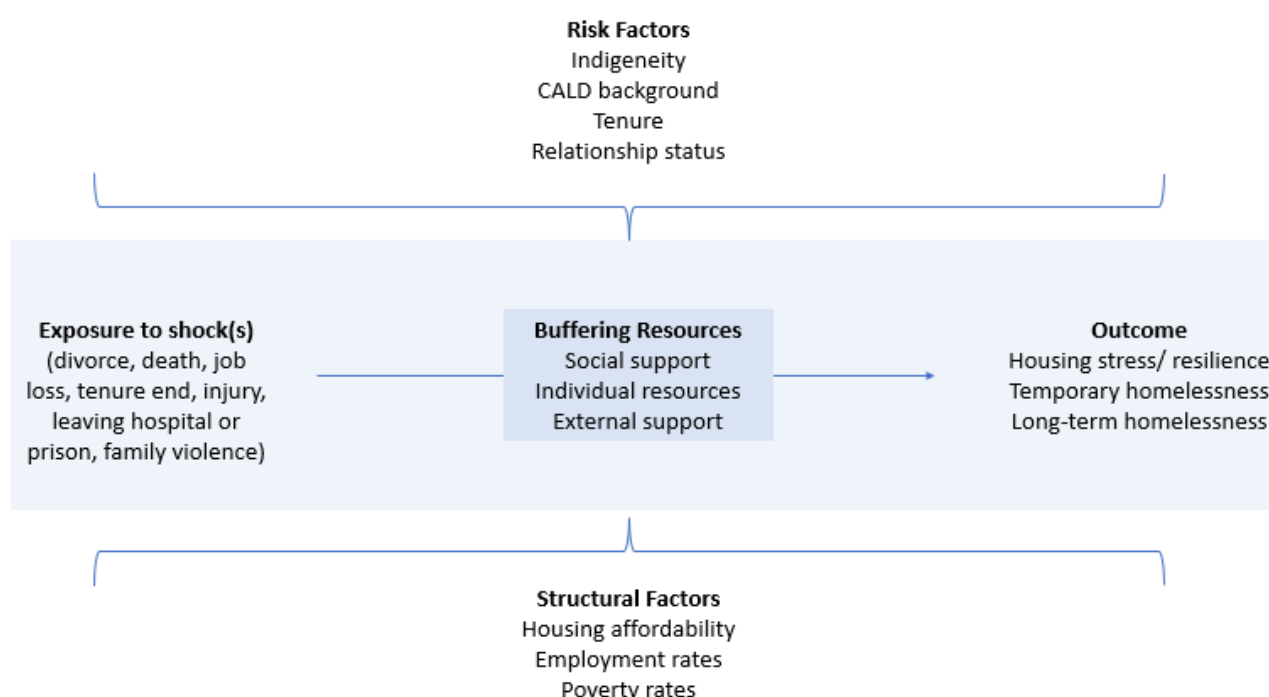 Risk Factors
Indigeneity
CALD background
Tenure
Relationship status
Exposure to shock(s)
(divorce, death, job
loss, tenure end, injury,
leaving hospital or
prison, family violence)
Buffering Resources
Social support
Individual resources
External support
Outcome
Housing stress/ resilience
Temporary homelessness
Long-term homelessness
Structural Factors
Housing affordability
Employment rates
Poverty rates